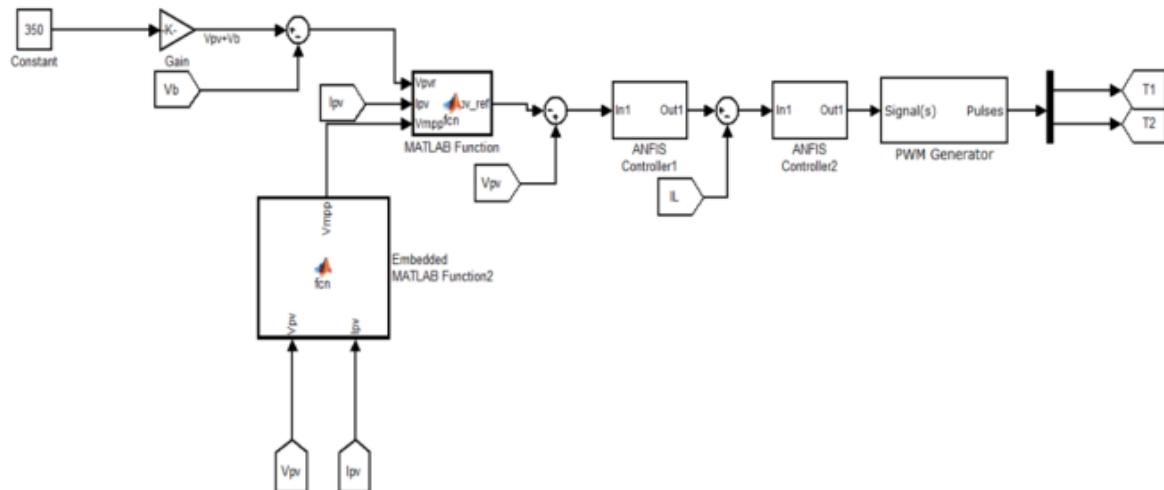 350
Constant
-K-
Gain
Vpv+Vb
Vb
Ipv
Vpvr
Ipv
Vmpp
ov_ref
fcn
MATLAB Function
Vpv
In1
Out1
ANFIS
Controller1
IL
In1
Out1
ANFIS
Controller2
Signal(s)
Pulses
PWM Generator
T1
T2
Vmpp
fcn
Vpv
Ipv
Embedded
MATLAB Function2
Vpv
Ipv